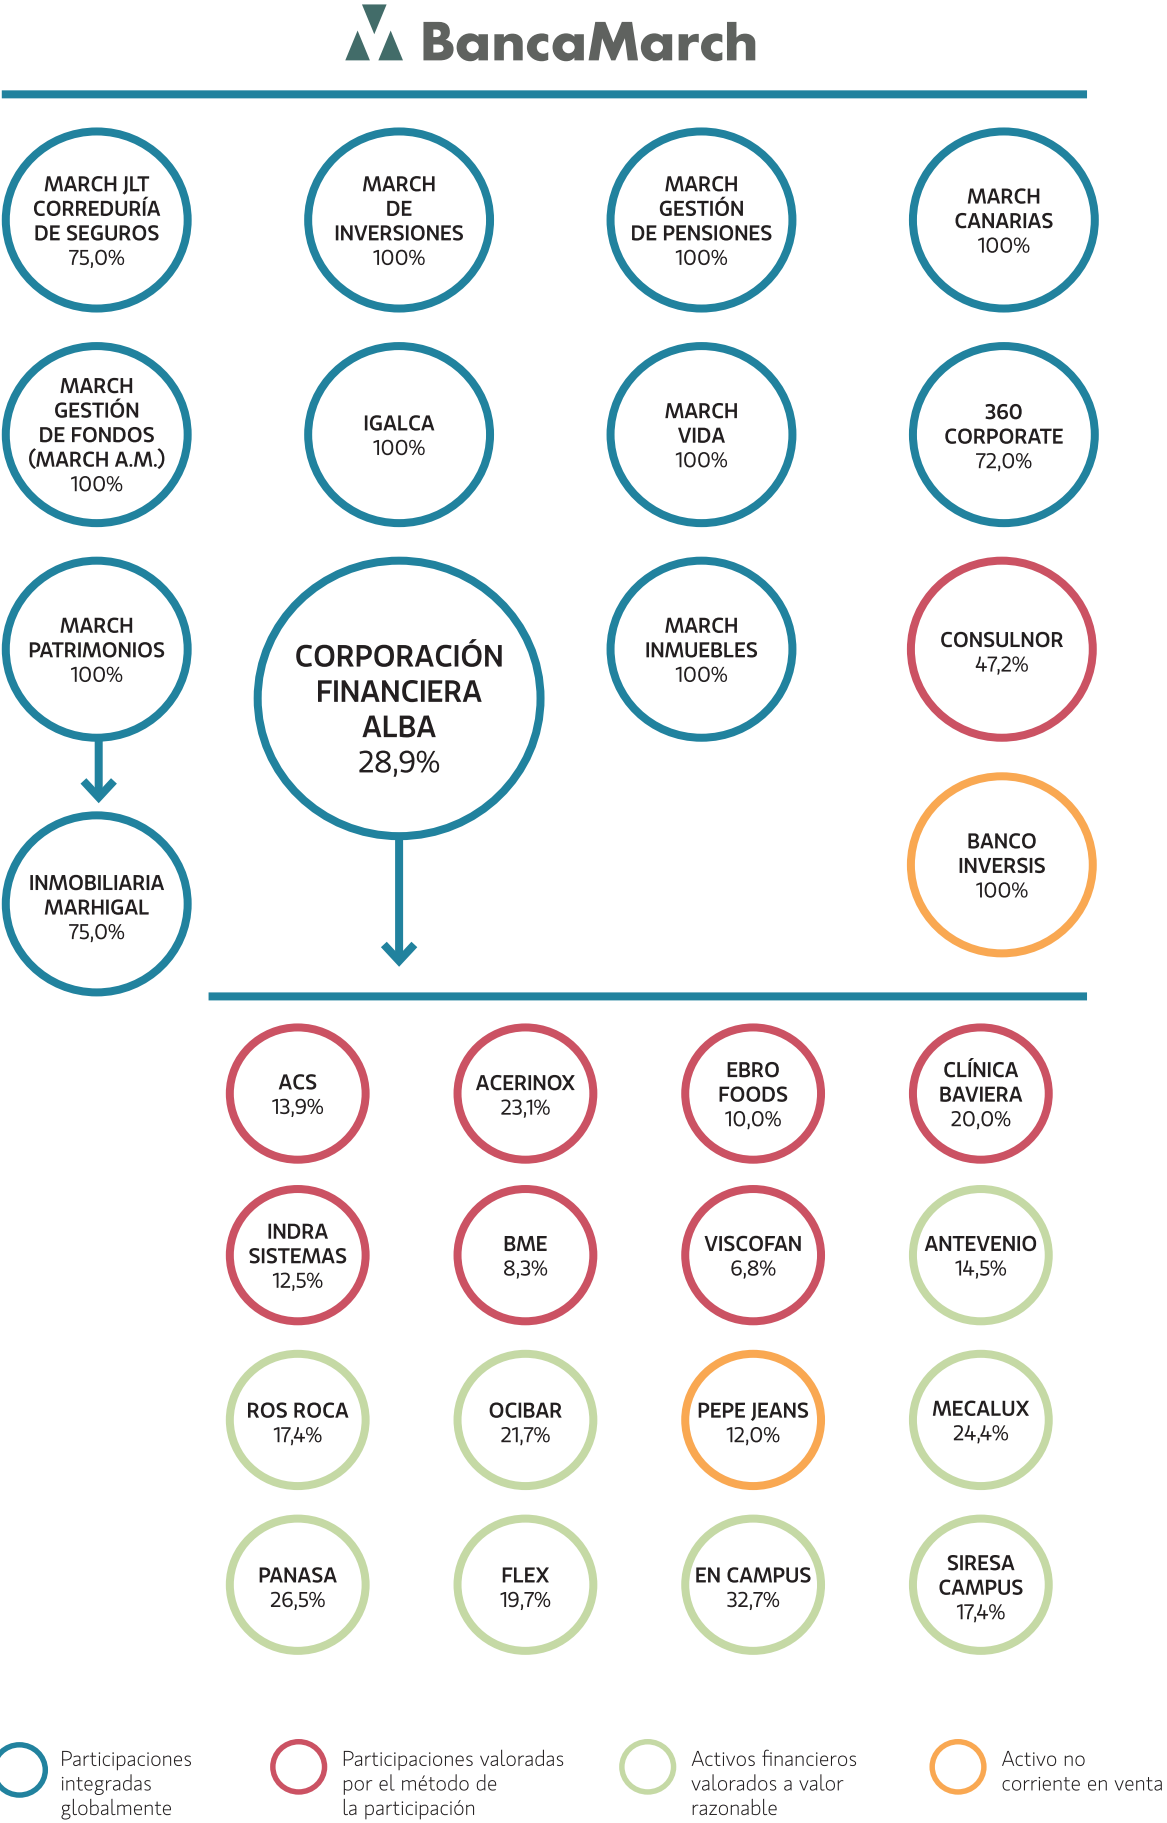 BancaMarch
MARCH JLT
CORREDURÍA
DE SEGUROS
75,0%
MARCH
DE
INVERSIONES
100%
MARCH
GESTIÓN
DE PENSIONES
100%
MARCH
CANARIAS
100%
MARCH
GESTIÓN
DE FONDOS
(MARCH A.M.)
100%
IGALCA
100%
MARCH
VIDA
100%
360
CORPORATE
72,0%
MARCH
PATRIMONIOS
100%
CORPORACIÓN
FINANCIERA
ALBA
28,9%
MARCH
INMUEBLES
100%
CONSULNOR
47,2%
INMOBILIARIA
MARHIGAL
75,0%
BANCO
INVERSIS
100%
ACS
13,9%
ACERINOX
23,1%
EBRO
FOODS
10,0%
CLÍNICA
BAVIERA
20,0%
INDRA
SISTEMAS
12,5%
BME
8,3%
VISCOFAN
6,8%
ANTEVENIO
14,5%
ROS ROCA
17,4%
OCIBAR
21,7%
PEPE JEANS
12,0%
MECALUX
24,4%
PANASA
26,5%
FLEX
19,7%
EN CAMPUS
32,7%
SIRESA
CAMPUS
17,4%
Participaciones
integradas
globalmente
Participaciones valoradas
por el método de
la participación
Activos financieros
valorados a valor
razonable
Activo no
corriente en venta